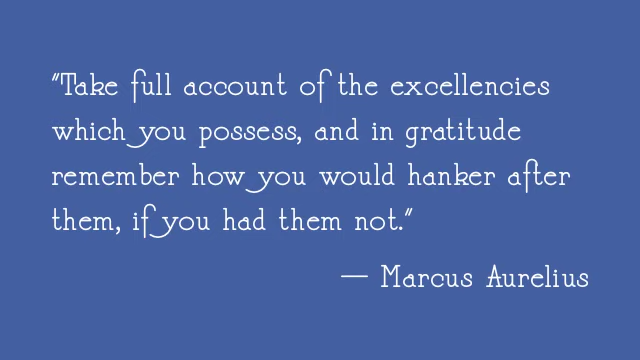 "Take full account of the excellencies
which you possess, and in gratitude
remember how you would hanker after
them, if you had them not."
— Marcus Aurelius